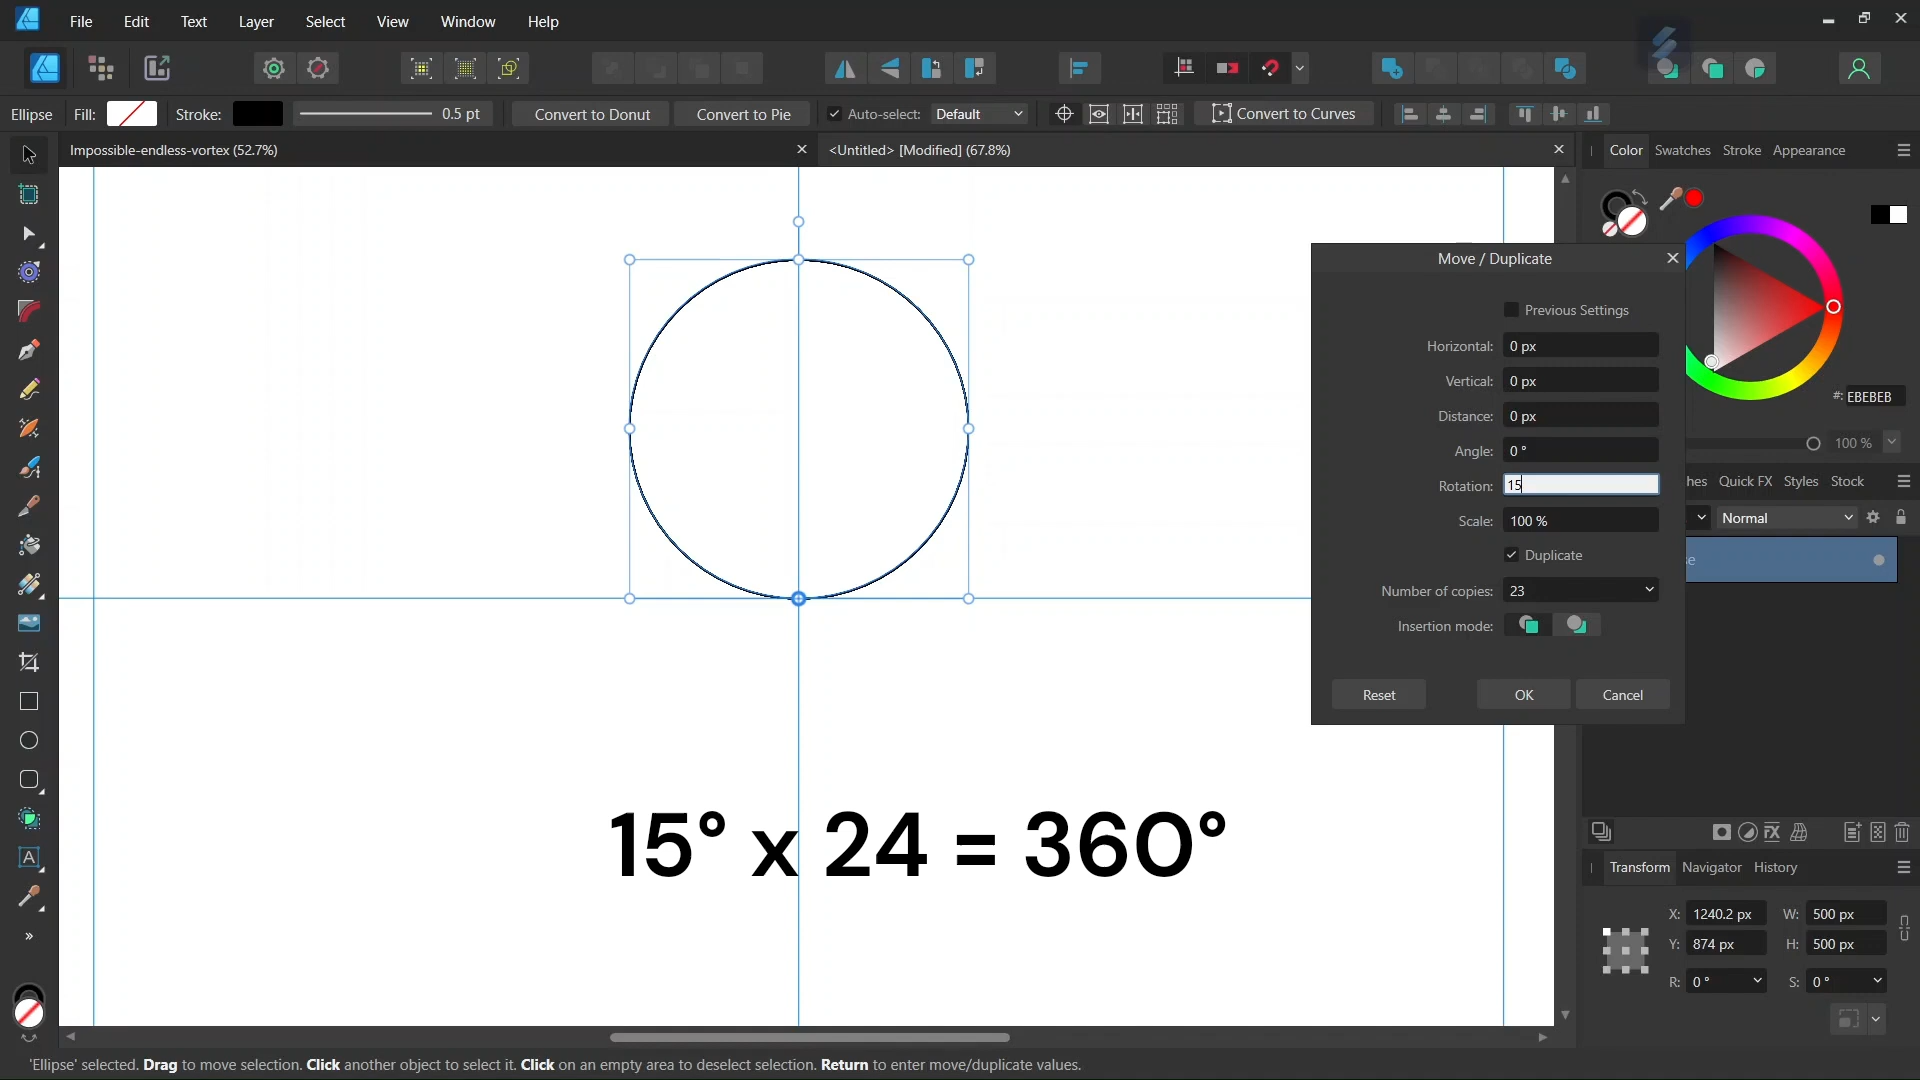 File Edit Text Layer Select View Window Help
Ellipse Fill: Stroke: 0.5 pt Convert to Donut Convert to Pie Auto-select: Default Convert to Curves
Impossible-endless-vortex (52.7%) <Untitled> [Modified] (67.8%)
Color Swatches Stroke Appearance
Move / Duplicate
Previous Settings
Horizontal: 0 px
Vertical: 0 px
#: EBEBEB
Distance: 0 px
100 %
Angle: 0 °
Rotation: 15
hes Quick FX Styles Stock
Scale: 100 %
Normal
Duplicate
e
Number of copies: 23
Insertion mode:
Reset OK Cancel
15° x 24 = 360°
A
FX
Transform Navigator History
X: 1240.2 px W: 500 px
Y: 874 px H: 500 px
R: 0 ° S: 0 °
'Ellipse' selected. Drag to move selection. Click another object to select it. Click on an empty area to deselect selection. Return to enter move/duplicate values.